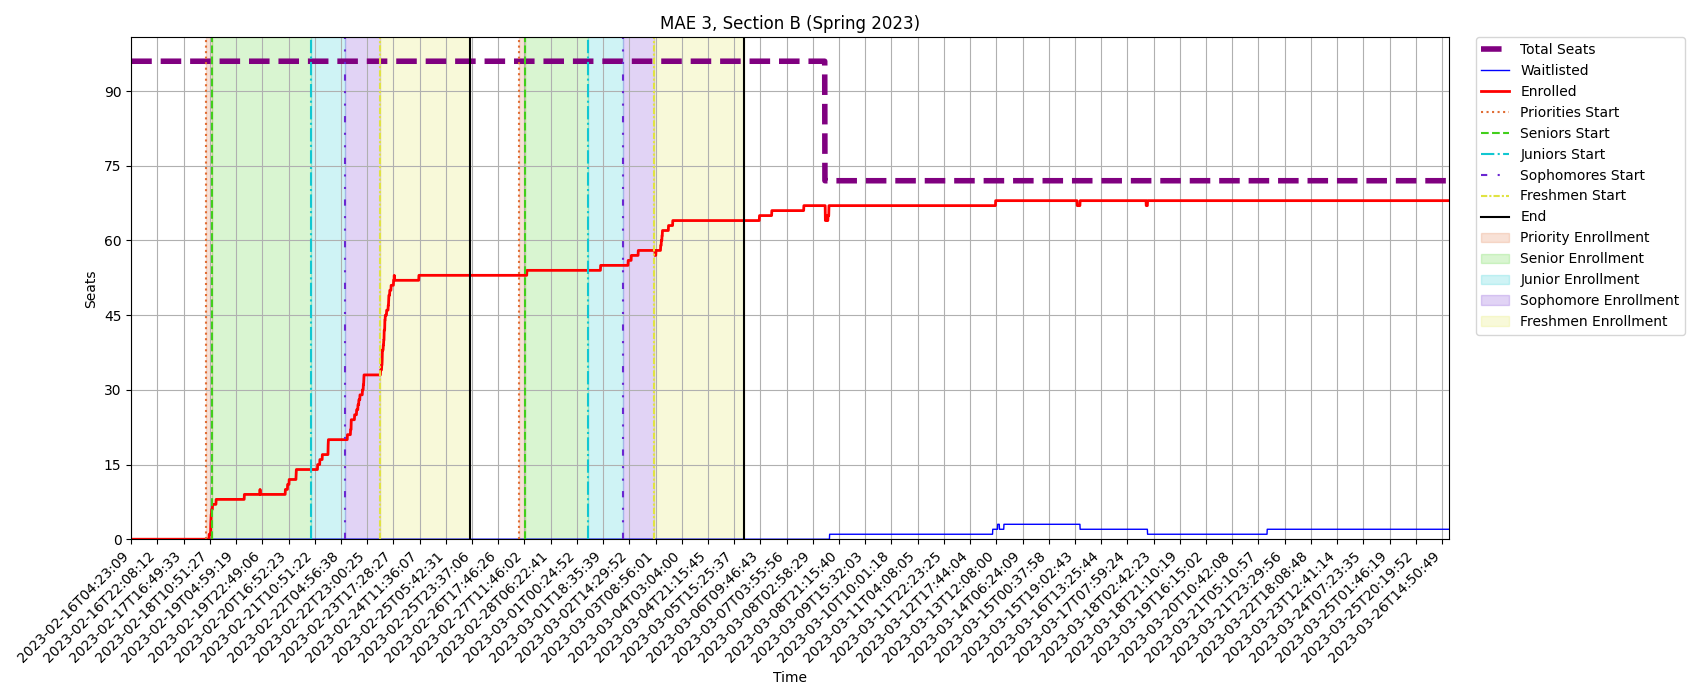 MAE 3, Section B (Spring 2023)
Total Seats
Waitlisted
Enrolled
Priorities Start
Seniors Start
Juniors Start
Sophomores Start
Freshmen Start
End
Priority Enrollment
Senior Enrollment
Junior Enrollment
Sophomore Enrollment
Freshmen Enrollment
Seats
90
75
60
45
30
15
0
2023-02-16T04:23:09
2023-02-16T22:08:12
2023-02-17T16:49:33
2023-02-18T10:51:27
2023-02-19T04:59:19
2023-02-19T22:49:06
2023-02-20T16:52:23
2023-02-21T10:51:22
2023-02-22T04:56:38
2023-02-22T23:00:25
2023-02-23T17:28:27
2023-02-24T11:36:07
2023-02-25T05:42:31
2023-02-25T23:37:06
2023-02-26T17:46:26
2023-02-27T11:46:02
2023-02-28T06:22:41
2023-03-01T00:24:52
2023-03-01T18:35:39
2023-03-02T14:29:52
2023-03-03T08:56:01
2023-03-04T03:04:00
2023-03-04T21:15:45
2023-03-05T15:25:37
2023-03-06T09:46:43
2023-03-07T03:55:56
2023-03-08T02:58:29
2023-03-08T21:15:40
2023-03-09T15:32:03
2023-03-10T10:01:18
2023-03-11T04:08:05
2023-03-11T22:23:25
2023-03-12T17:44:04
2023-03-13T12:08:00
2023-03-14T06:24:09
2023-03-15T00:37:58
2023-03-15T19:02:43
2023-03-16T13:25:44
2023-03-17T07:59:24
2023-03-18T02:42:23
2023-03-18T21:10:19
2023-03-19T16:15:02
2023-03-20T10:42:08
2023-03-21T05:10:57
2023-03-21T23:29:56
2023-03-22T18:08:48
2023-03-23T12:41:14
2023-03-24T07:23:35
2023-03-25T01:46:19
2023-03-25T20:19:52
2023-03-26T14:50:49
Time